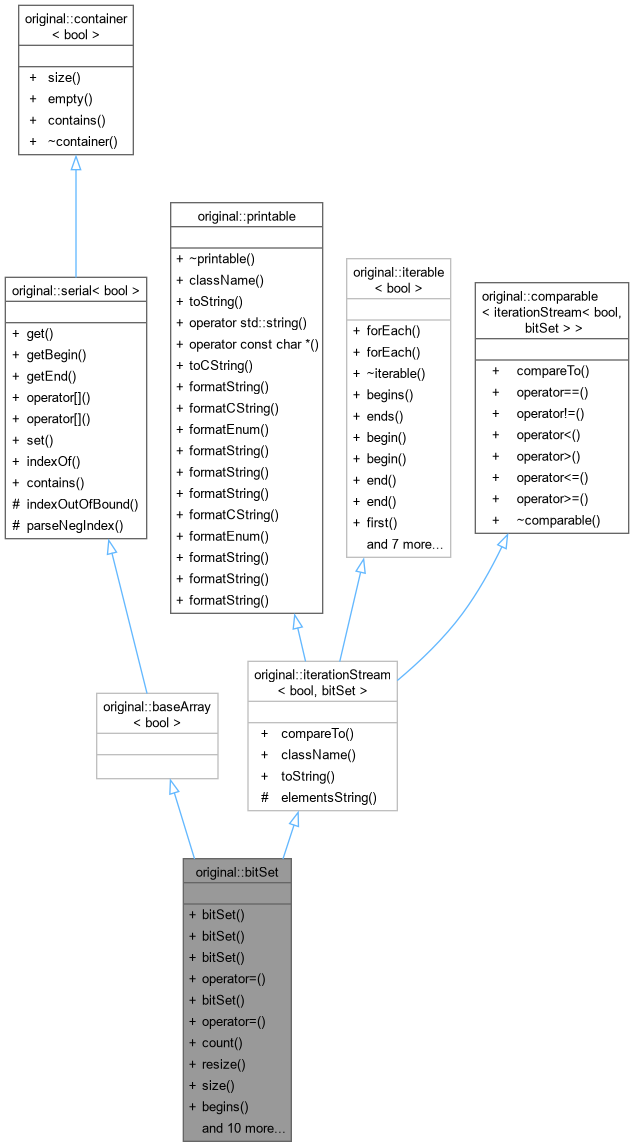 original::container
< bool >
+ size()
+ empty()
+ contains()
+ ~container()
original::serial< bool >
+ get()
+ getBegin()
+ getEnd()
+ operator[]()
+ operator[]()
+ set()
+ indexOf()
+ contains()
# indexOutOfBound()
# parseNegIndex()
original::printable
+ ~printable()
+ className()
+ toString()
+ operator std::string()
+ operator const char *()
+ toCString()
+ formatString()
+ formatCString()
+ formatEnum()
+ formatString()
+ formatString()
+ formatString()
+ formatCString()
+ formatEnum()
+ formatString()
+ formatString()
+ formatString()
original::iterable
< bool >
+ forEach()
+ forEach()
+ ~iterable()
+ begins()
+ ends()
+ begin()
+ begin()
+ end()
+ end()
+ first()
and 7 more...
original::comparable
< iterationStream< bool,
bitSet > >
+ compareTo()
+ operator==()
+ operator!=()
+ operator<()
+ operator>()
+ operator<=()
+ operator>=()
+ ~comparable()
original::baseArray
< bool >
original::iterationStream
< bool, bitSet >
+ compareTo()
+ className()
+ toString()
# elementsString()
original::bitSet
+ bitSet()
+ bitSet()
+ bitSet()
+ operator=()
+ bitSet()
+ operator=()
+ count()
+ resize()
+ size()
+ begins()
and 10 more...